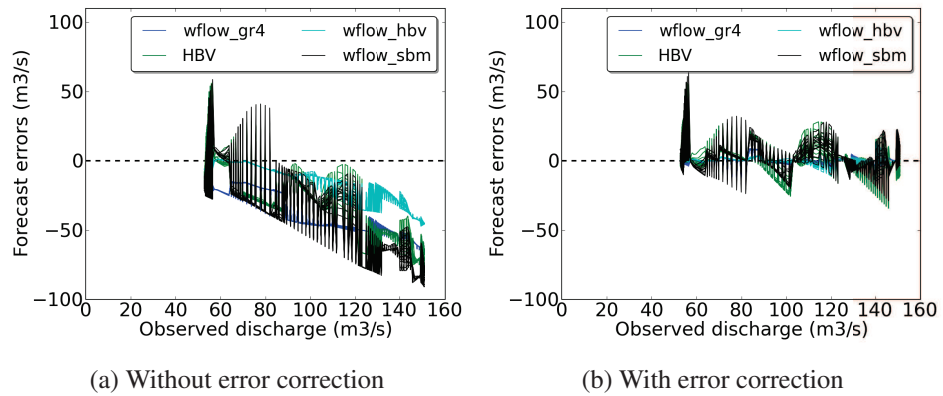 100
50
0
−50
−100
Forecast errors (m3/s)
wflow_gr4
HBV
wflow_hbv
wflow_sbm
0 20 40 60 80 100 120 140 160
Observed discharge (m3/s)
(a) Without error correction
100
50
0
−50
−100
Forecast errors (m3/s)
wflow_gr4
HBV
wflow_hbv
wflow_sbm
0 20 40 60 80 100 120 140 160
Observed discharge (m3/s)
(b) With error correction